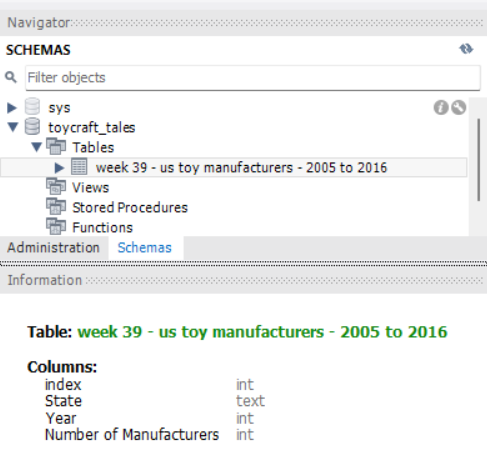 Navigator
SCHEMAS
Filter objects
sys
toycraft_tales
Tables
week 39 - us toy manufacturers - 2005 to 2016
Views
Stored Procedures
Functions
Administration Schemas
Information
Table: week 39 - us toy manufacturers - 2005 to 2016
Columns:
index int
State text
Year int
Number of Manufacturers int